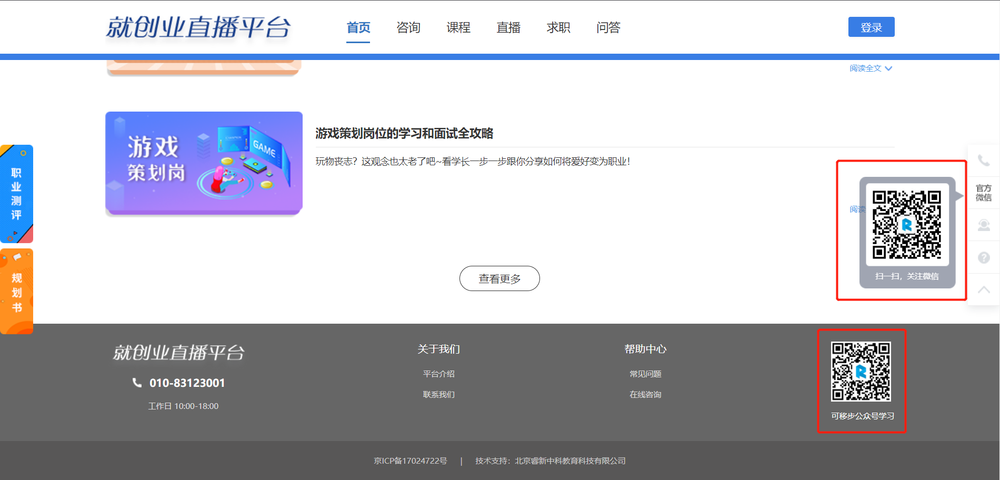 就创业直播平台
首页
咨询
课程
直播
求职
问答
登录
阅读全文
游戏
策划岗
GAME
游戏策划岗位的学习和面试全攻略
玩物丧志？这观念也太老了吧~看学长一步一步跟你分享如何将爱好变为职业！
阅读
职业测评
规划书
官方
微信
扫一扫，关注微信
查看更多
就创业直播平台
010-83123001
工作日 10:00-18:00
关于我们
平台介绍
联系我们
帮助中心
常见问题
在线咨询
可移步公众号学习
京ICP备17024722号 | 技术支持：北京睿新中科教育科技有限公司